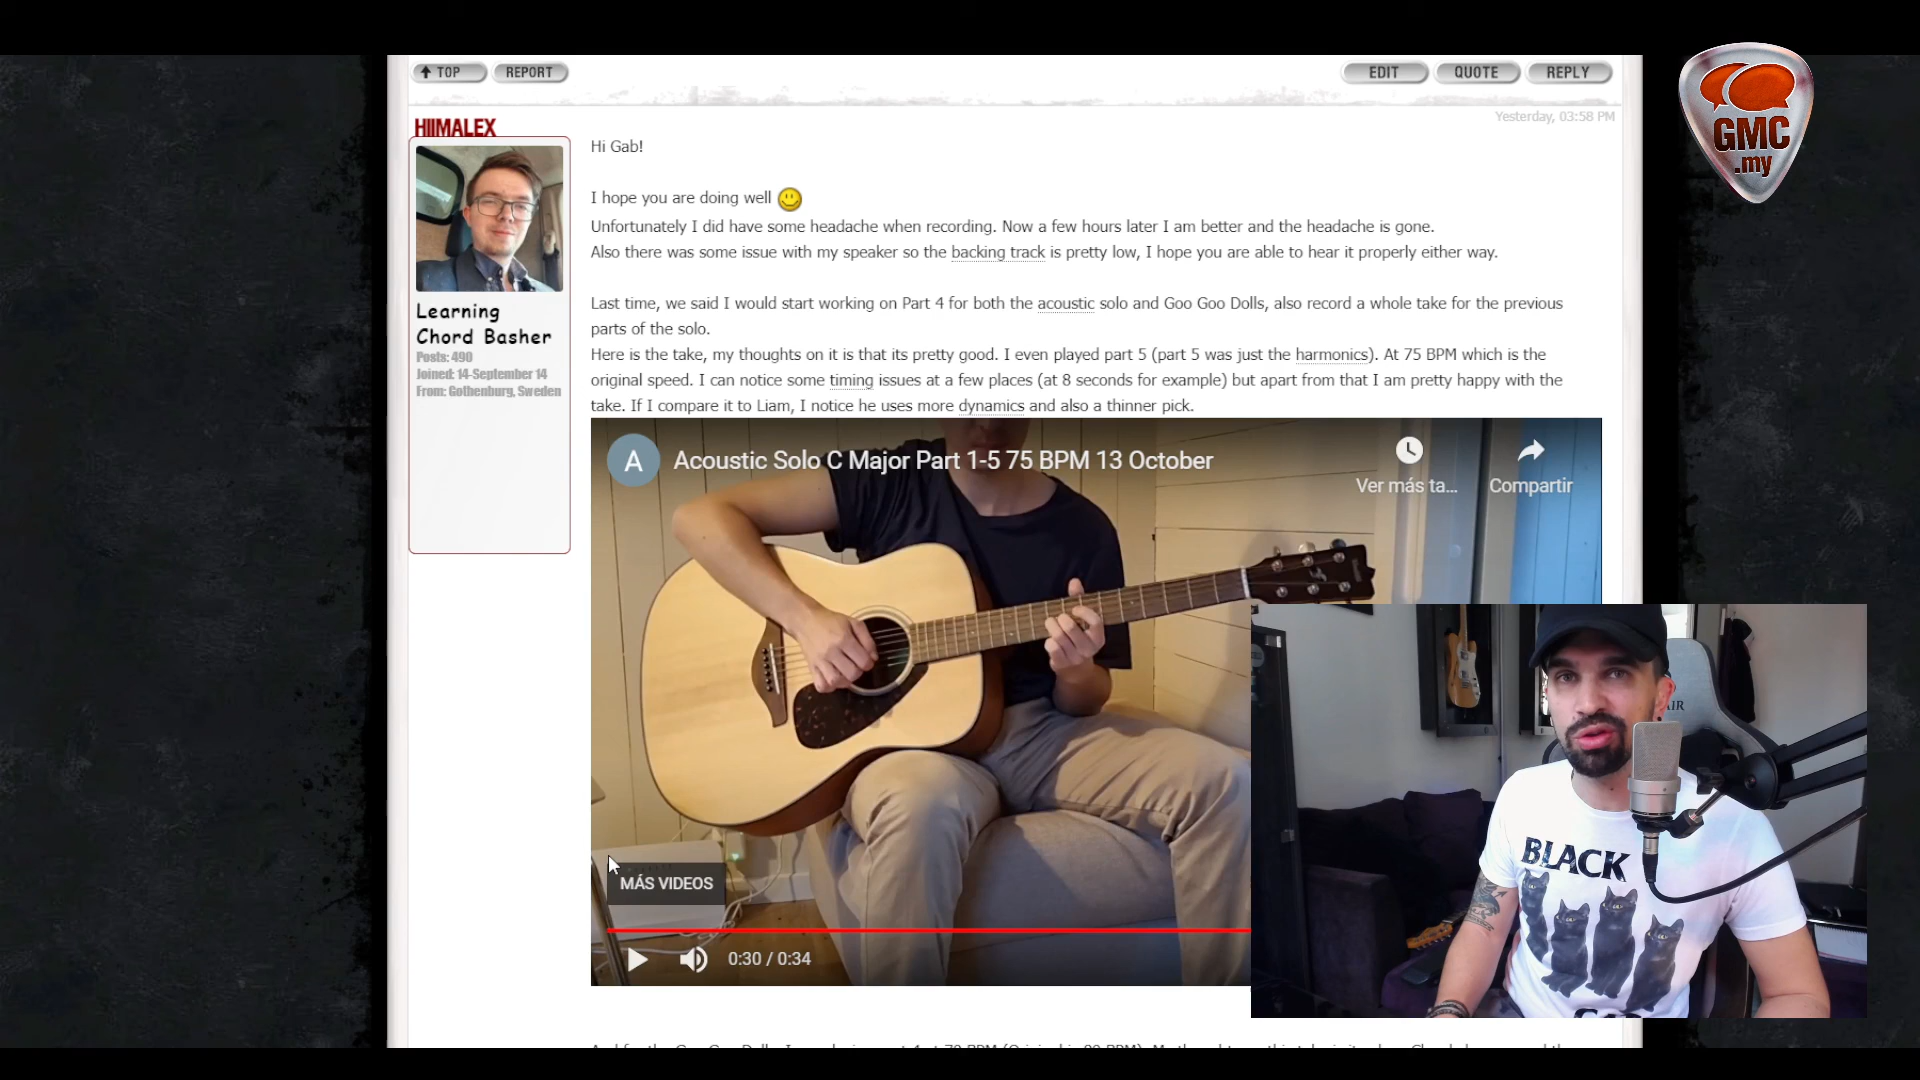 TOP
REPORT
EDIT
QUOTE
REPLY
GMC
.my
HIIMALEX
Yesterday, 03:58 PM
Hi Gab!
I hope you are doing well
Unfortunately I did have some headache when recording. Now a few hours later I am better and the headache is gone.
Also there was some issue with my speaker so the backing track is pretty low, I hope you are able to hear it properly either way.
Learning
Chord Basher
Posts: 490
Joined: 14-September 14
From: Gothenburg, Sweden
Last time, we said I would start working on Part 4 for both the acoustic solo and Goo Goo Dolls, also record a whole take for the previous
parts of the solo.
Here is the take, my thoughts on it is that its pretty good. I even played part 5 (part 5 was just the harmonics). At 75 BPM which is the
original speed. I can notice some timing issues at a few places (at 8 seconds for example) but apart from that I am pretty happy with the
take. If I compare it to Liam, I notice he uses more dynamics and also a thinner pick.
A
Acoustic Solo C Major Part 1-5 75 BPM 13 October
Ver más ta...
Compartir
MÁS VIDEOS
0:30 / 0:34
AIR
BLACK